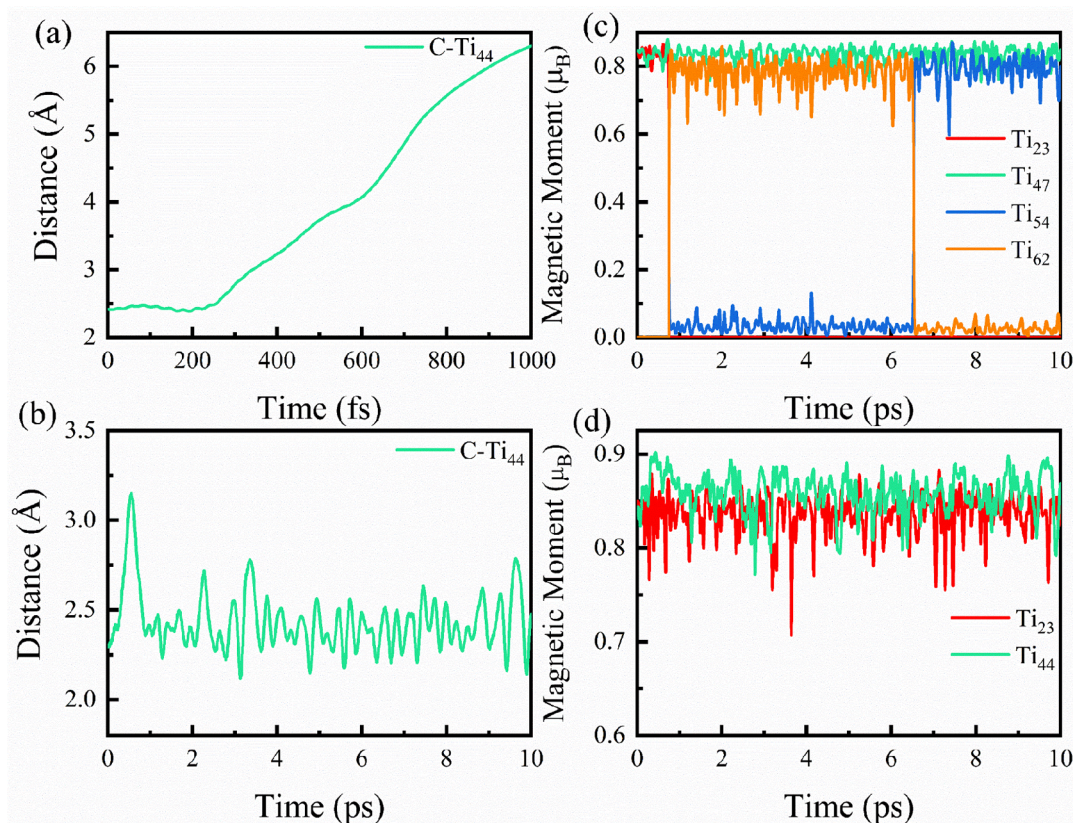 (a)
C-Ti44
6
5
4
3
2
Distance (Å)
0 200 400 600 800 1000
Time (fs)
(c)
0.8
0.6
0.4
0.2
0.0
Magnetic Moment (μB)
Ti23
Ti47
Ti54
Ti62
0 2 4 6 8 10
Time (ps)
(b)
C-Ti44
3.5
3.0
2.5
2.0
Distance (Å)
0 2 4 6 8 10
Time (ps)
(d)
0.9
0.8
0.7
0.6
Magnetic Moment (μB)
Ti23
Ti44
0 2 4 6 8 10
Time (ps)